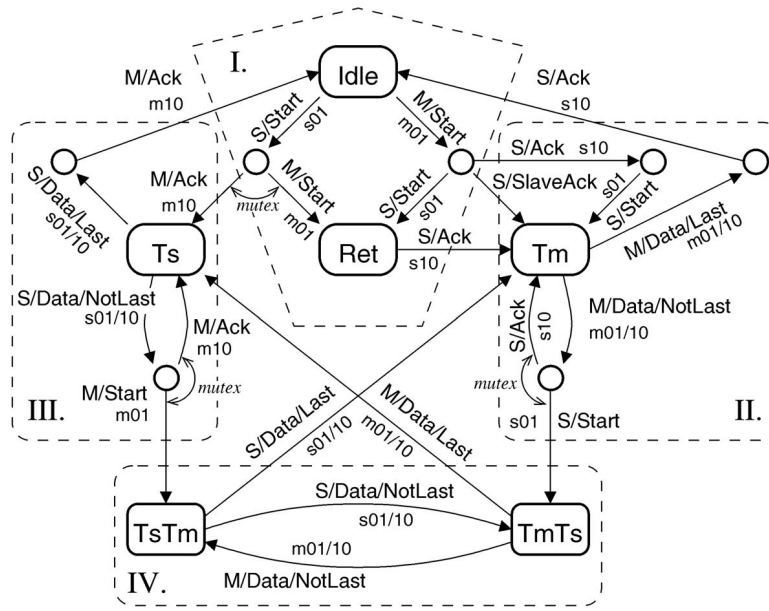 I.
Idle
M/Ack
m10
S/Ack
s10
S/Start
s01
M/Start
m01
S/Ack s10
S/Data/Last
s01/10
M/Ack
m10
mutex
M/Start
m01
S/Start
s01
S/SlaveAck
s01
S/Start
Ts
Ret
S/Ack
s10
Tm
M/Data/Last
m01/10
S/Data/NotLast
s01/10
M/Ack
m10
S/Ack
s10
M/Data/NotLast
m01/10
III.
M/Start
m01
mutex
mutex
s01 S/Start
II.
S/Data/Last
s01/10
M/Data/Last
m01/10
TsTm
S/Data/NotLast
s01/10
TmTs
m01/10
M/Data/NotLast
IV.